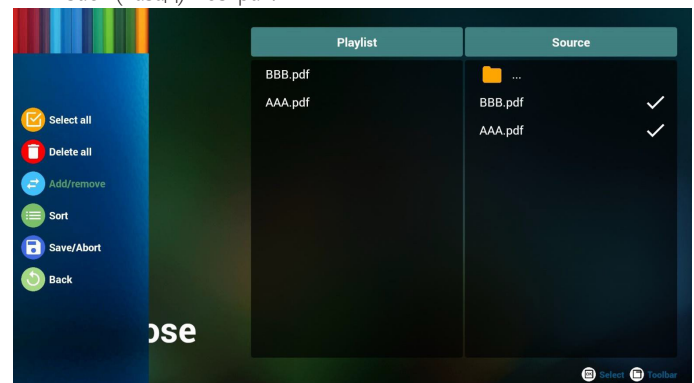 Playlist
Source
BBB.pdf
AAA.pdf
...
BBB.pdf
AAA.pdf
Select all
Delete all
Add/remove
Sort
Save/Abort
Back
ose
Select
Toolbar